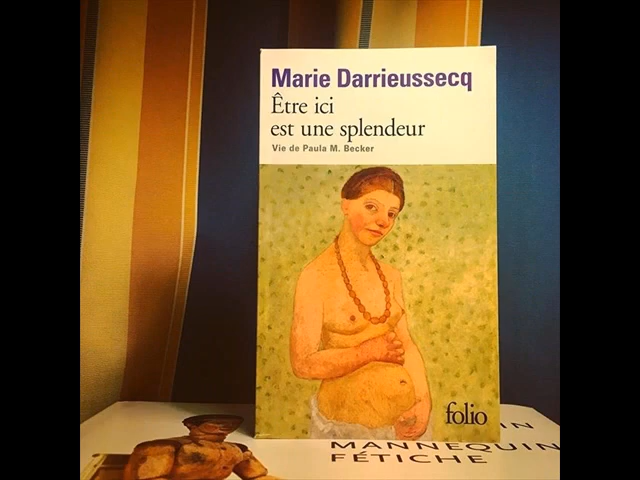 Marie Darrieussecq
Être ici
est une splendeur
Vie de Paula M. Becker
folio
MANNEQUIN
FÉTICHE